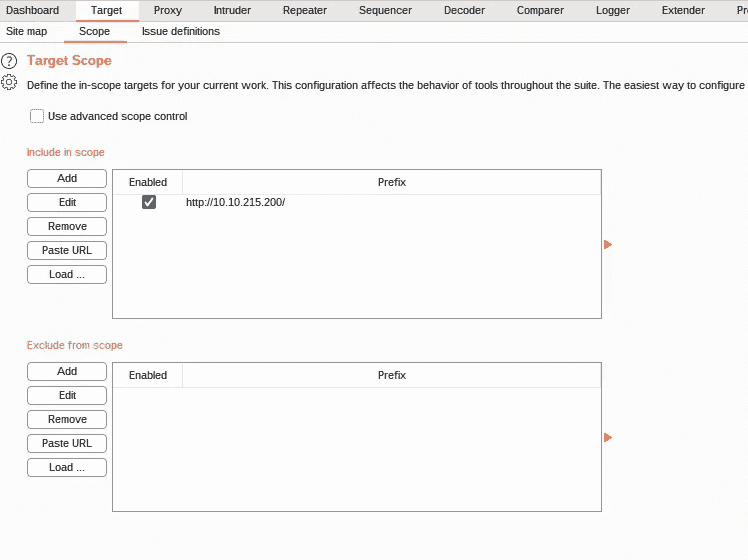 Dashboard Target Proxy Intruder Repeater Sequencer Decoder Comparer Logger Extender
Site map Scope Issue definitions
? Target Scope
Define the in-scope targets for your current work. This configuration affects the behavior of tools throughout the suite. The easiest way to configure
Use advanced scope control
Include in scope
Add
Edit
Remove
Paste URL
Load ...
Enabled Prefix
http://10.10.215.200/
Exclude from scope
Add
Edit
Remove
Paste URL
Load ...
Enabled Prefix